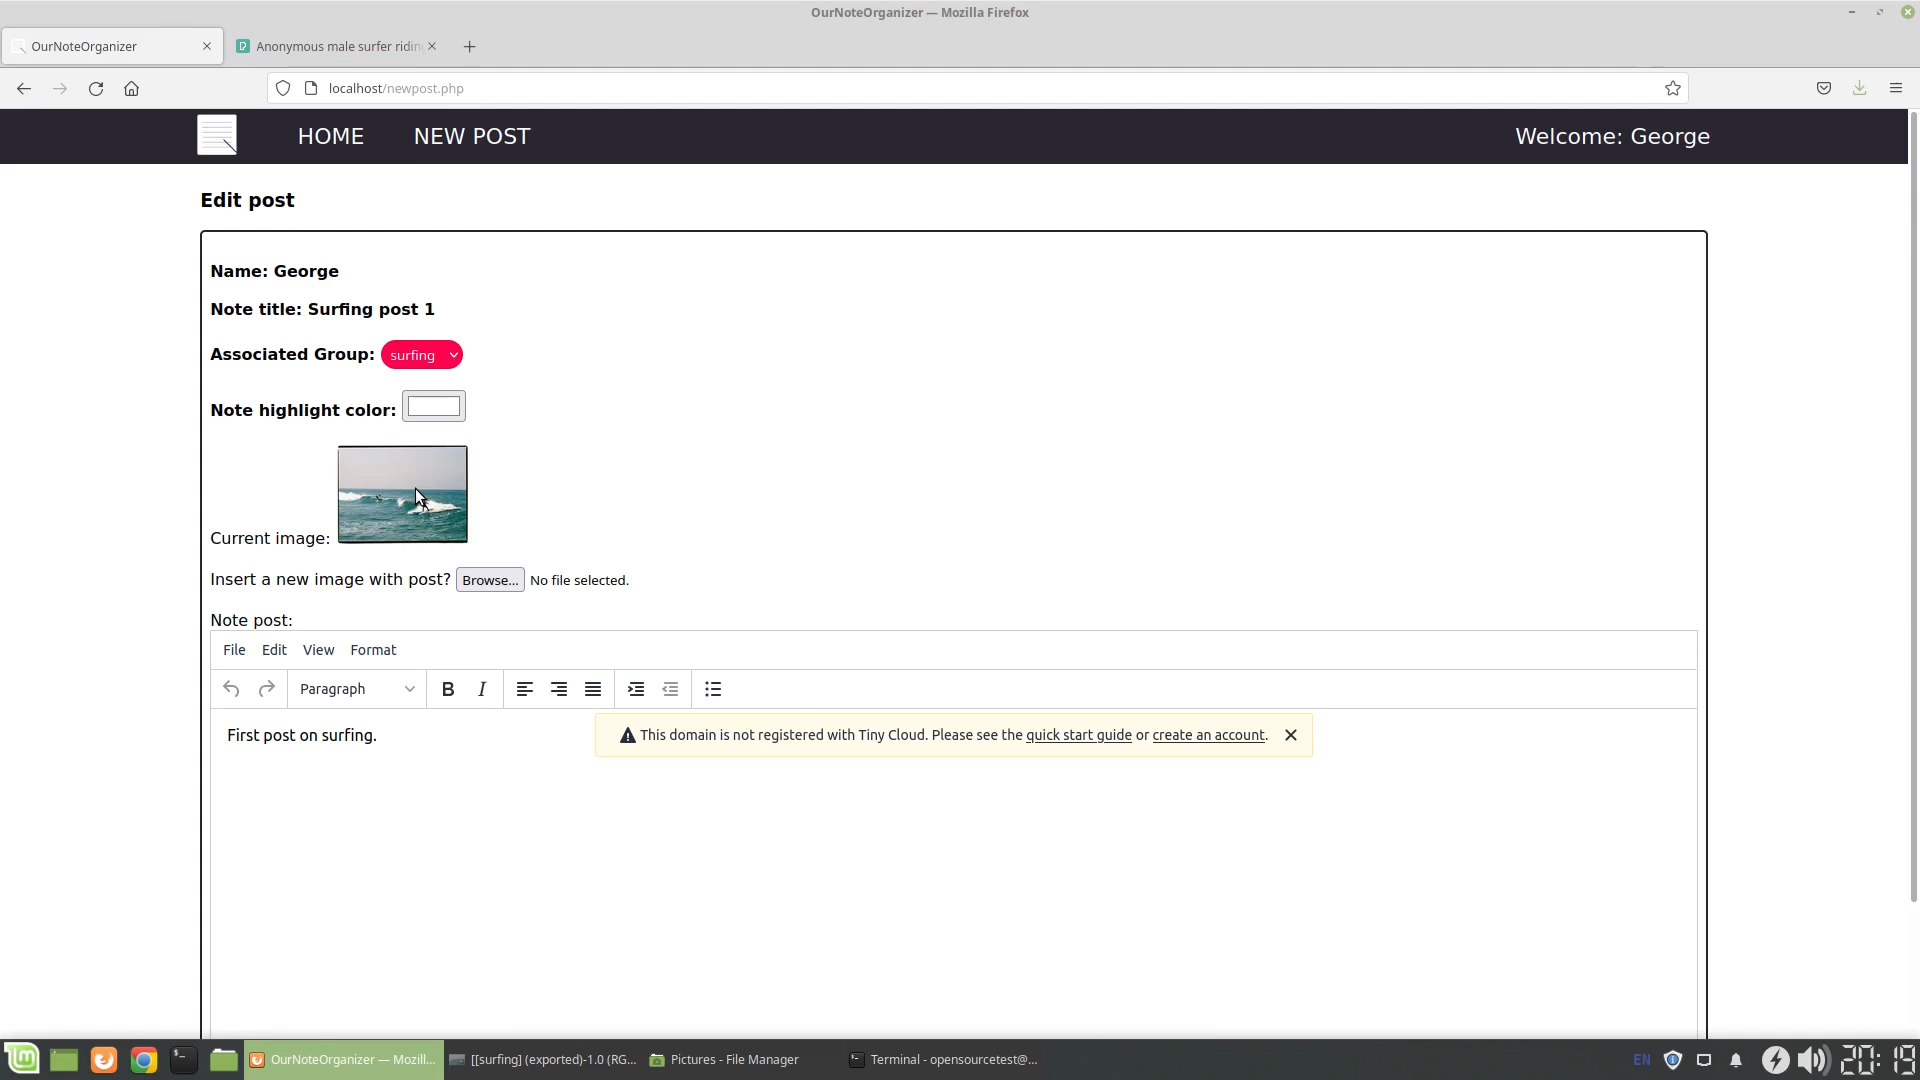 OurNoteOrganizer — Mozilla Firefox
OurNoteOrganizer
Anonymous male surfer ridin
localhost/newpost.php
HOME
NEW POST
Welcome: George
Edit post
Name: George
Note title: Surfing post 1
Associated Group: surfing
Note highlight color:
Current image:
Insert a new image with post? Browse... No file selected.
Note post:
File Edit View Format
Paragraph B I
First post on surfing.
This domain is not registered with Tiny Cloud. Please see the quick start guide or create an account.
OurNoteOrganizer — Mozill...
[[surfing] (exported)-1.0 (RG...
Pictures - File Manager
Terminal - opensourcetest@...
EN
20:19